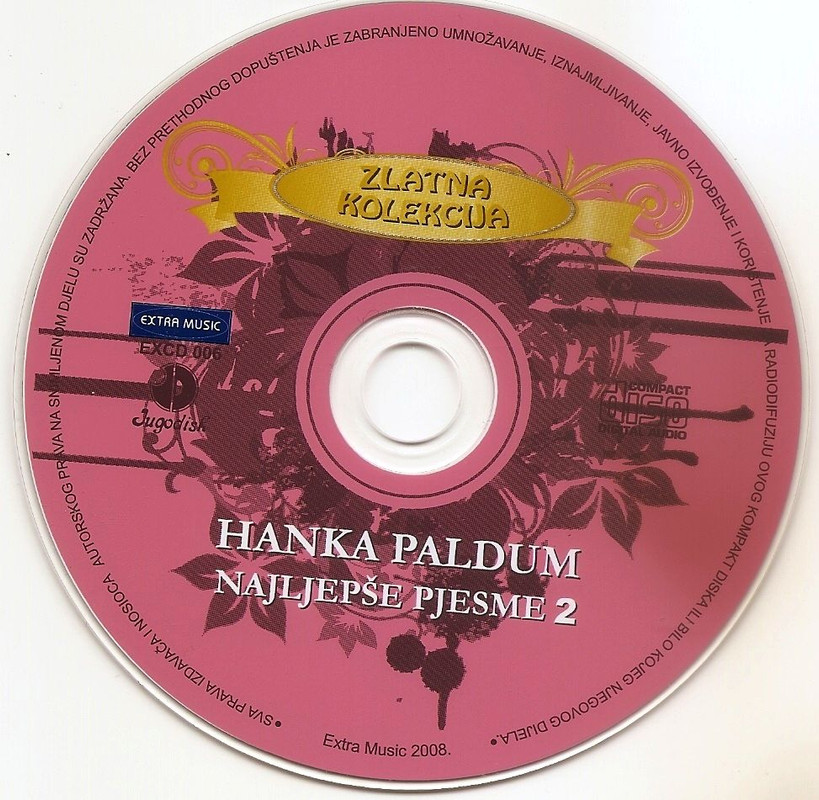 SVA PRAVA IZDAVAČA I NOSIOCA AUTORSKOG PRAVA NA SNIMLJENOM DJELU SU ZADRŽANA. BEZ PRETHODNOG DOPUŠTENJA JE ZABRANJENO UMNOŽAVANJE, IZNAJMLJIVANJE, JAVNO IZVOĐENJE I KORIŠTENJE RADIODIFUZIJU OVOG KOMPAKT DISKA ILI BILO KOJEG NJEGOVOG DIJELA.
ZLATNA
KOLEKCIJA
EXTRA MUSIC
EXCD 006
Jugodisk
COMPACT
DISC
DIGITAL AUDIO
HANKA PALDUM
NAJLJEPŠE PJESME 2
Extra Music 2008.